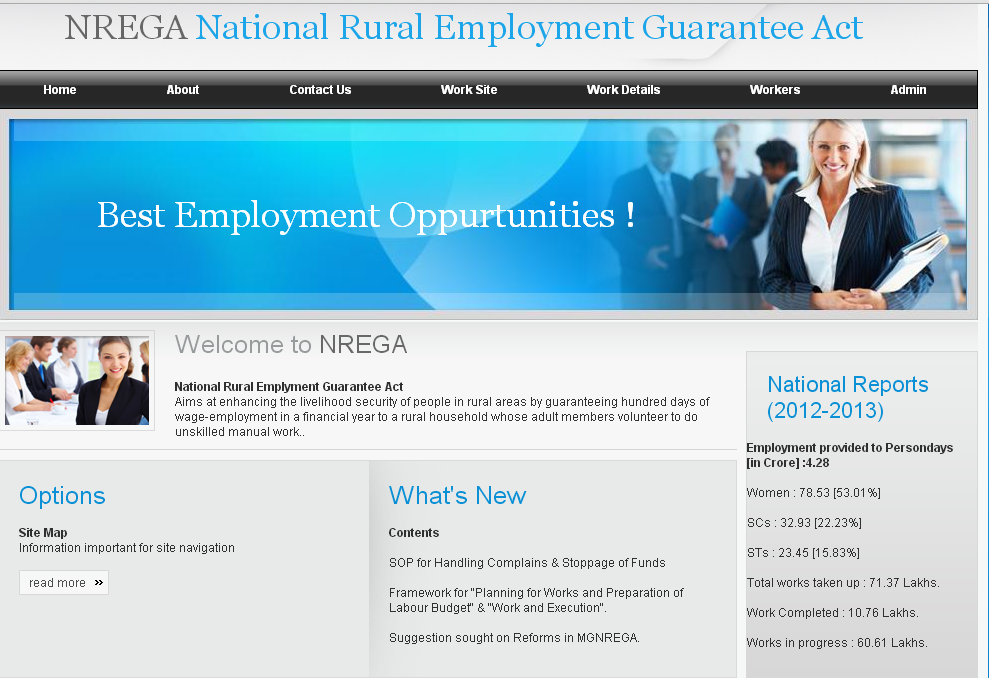 NREGA National Rural Employment Guarantee Act
Home About Contact Us Work Site Work Details Workers Admin
Best Employment Oppurtunities !
Welcome to NREGA
National Rural Emplyment Guarantee Act
Aims at enhancing the livelihood security of people in rural areas by guaranteeing hundred days of
wage-employment in a financial year to a rural household whose adult members volunteer to do
unskilled manual work..
Options
Site Map
Information important for site navigation
read more »
What's New
Contents
SOP for Handling Complains & Stoppage of Funds
Framework for "Planning for Works and Preparation of
Labour Budget" & "Work and Execution".
Suggestion sought on Reforms in MGNREGA.
National Reports
(2012-2013)
Employment provided to Persondays
[in Crore] :4.28
Women : 78.53 [53.01%]
SCs : 32.93 [22.23%]
STs : 23.45 [15.83%]
Total works taken up : 71.37 Lakhs.
Work Completed : 10.76 Lakhs.
Works in progress : 60.61 Lakhs.